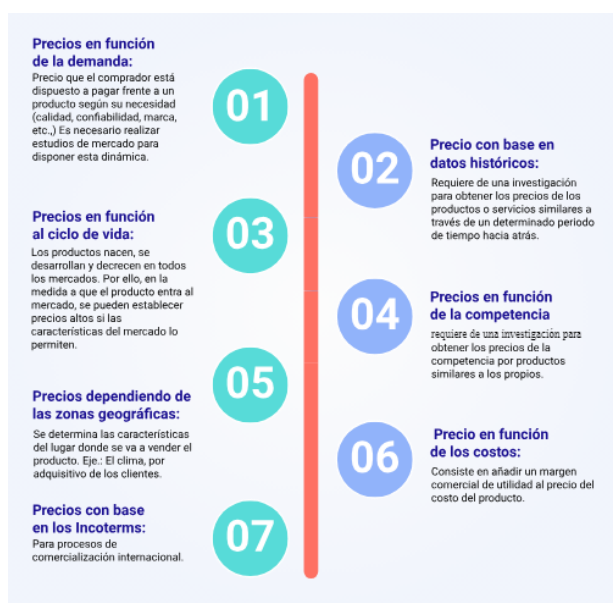 Precios en función
de la demanda:
Precio que el comprador está
dispuesto a pagar frente a un
producto según su necesidad
(calidad, confiabilidad, marca,
etc.,) Es necesario realizar
estudios de mercado para
disponer esta dinámica.
01
02
Precio con base en
datos históricos:
Requiere de una investigación
para obtener los precios de los
productos o servicios similares a
través de un determinado periodo
de tiempo hacia atrás.
Precios en función
al ciclo de vida:
Los productos nacen, se
desarrollan y decrecen en todos
los mercados. Por ello, en la
medida a que el producto entra al
mercado, se pueden establecer
precios altos si las
características del mercado lo
permiten.
03
04
Precios en función
de la competencia
requiere de una investigación para
obtener los precios de la
competencia por productos
similares a los propios.
05
Precios dependiendo de
las zonas geográficas:
Se determina las características
del lugar donde se va a vender el
producto. Eje.: El clima, por
adquisitivo de los clientes.
06
Precio en función
de los costos:
Consiste en añadir un margen
comercial de utilidad al precio del
costo del producto.
Precios con base
en los Incoterms:
Para procesos de
comercialización internacional.
07